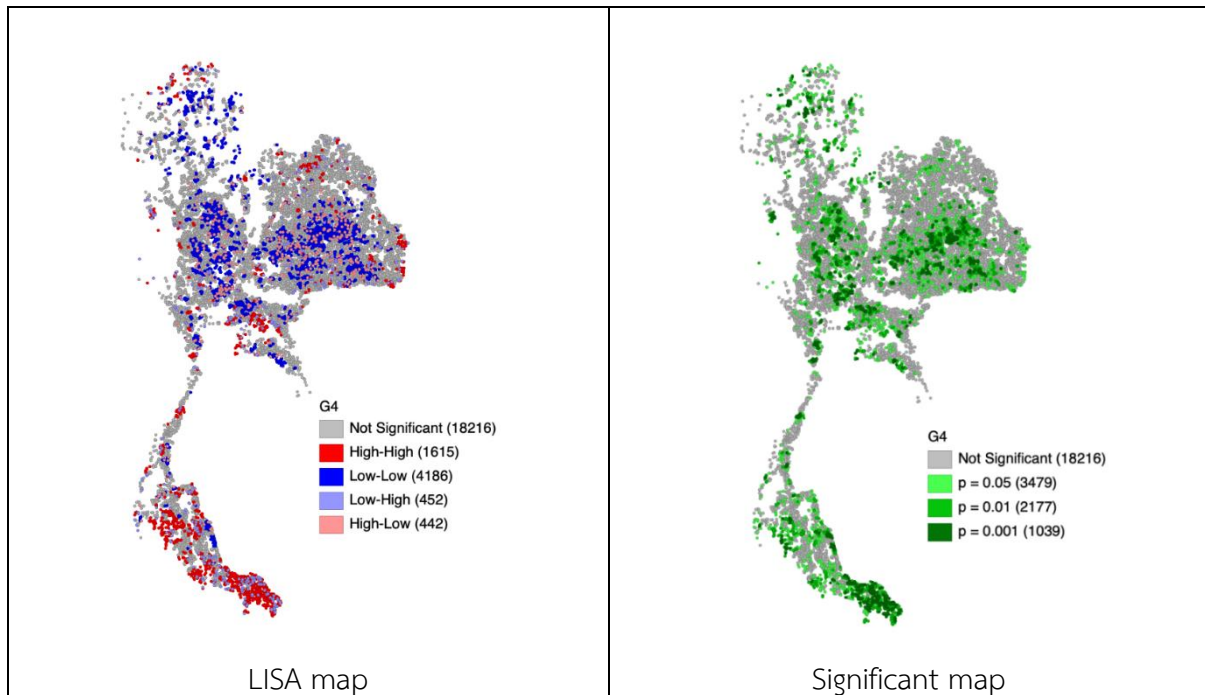 G4
Not Significant (18216)
High-High (1615)
Low-Low (4186)
Low-High (452)
High-Low (442)
LISA map
G4
Not Significant (18216)
p = 0.05 (3479)
p = 0.01 (2177)
p = 0.001 (1039)
Significant map